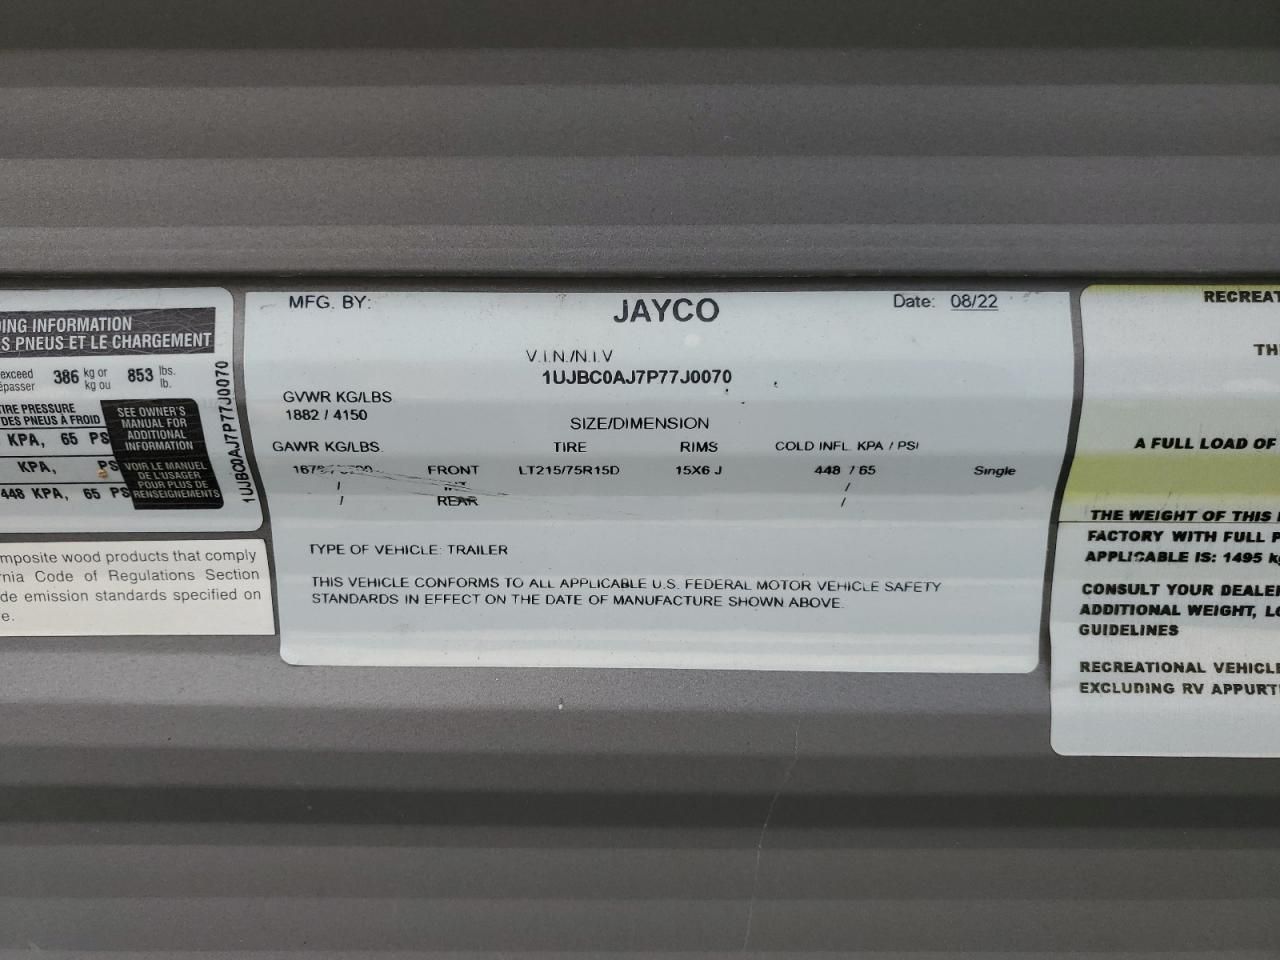 DING INFORMATION
S PNEUS ET LE CHARGEMENT
exceed 386 kg or 853 lbs.
épasser kg ou lb.
TIRE PRESSURE
DES PNEUS À FROID
KPA, 65 PS
KPA, PS
448 KPA, 65 PS
SEE OWNER'S
MANUAL FOR
ADDITIONAL
INFORMATION
VOIR LE MANUEL
DE L'USAGER
POUR PLUS DE
RENSEIGNEMENTS
1UJBC0AJ7P77J0070
mposite wood products that comply
rnia Code of Regulations Section
de emission standards specified on
e.
MFG. BY: JAYCO Date: 08/22
V.I.N./N.I.V
1UJBC0AJ7P77J0070
GVWR KG/LBS
1882 / 4150
SIZE/DIMENSION
GAWR KG/LBS. TIRE RIMS COLD INFL. KPA / PSI
FRONT LT215/75R15D 15X6 J 448 / 65 Single
/ /
/ REAR /
TYPE OF VEHICLE: TRAILER
THIS VEHICLE CONFORMS TO ALL APPLICABLE U.S. FEDERAL MOTOR VEHICLE SAFETY
STANDARDS IN EFFECT ON THE DATE OF MANUFACTURE SHOWN ABOVE.
RECREAT
TH
A FULL LOAD OF
THE WEIGHT OF THIS
FACTORY WITH FULL
APPLICABLE IS: 1495 k
CONSULT YOUR DEALE
ADDITIONAL WEIGHT,
GUIDELINES
RECREATIONAL VEHICLE
EXCLUDING RV APPURT